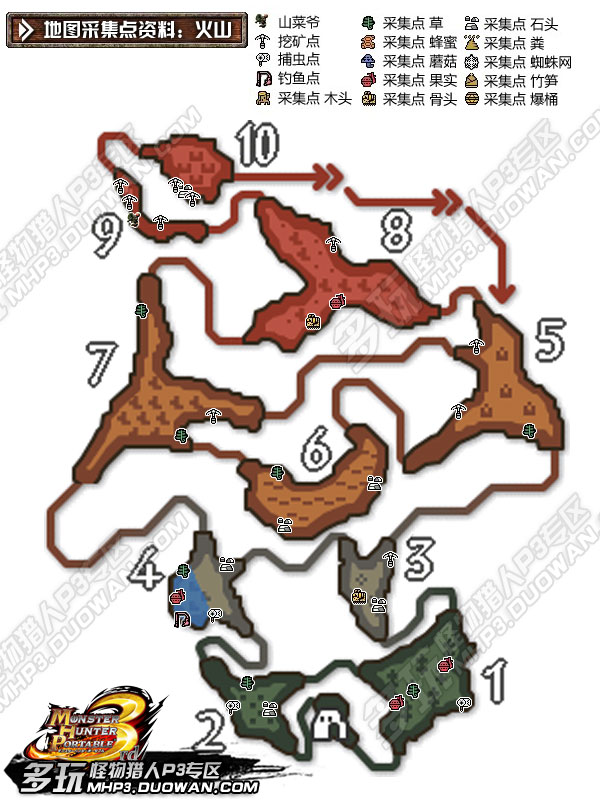 地图采集点资料：火山
山菜爷
挖矿点
捕虫点
钓鱼点
采集点 木头
采集点 草
采集点 蜂蜜
采集点 蘑菇
采集点 果实
采集点 骨头
采集点 石头
采集点 粪
采集点 蜘蛛网
采集点 竹笋
采集点 爆桶
10
9
8
7
5
6
4
3
2
1
MONSTER
HUNTER
PORTABLE
3rd
多玩 怪物猎人P3专区
MHP3.DUOWAN.COM
多玩 怪物猎人P3专区
MHP3.DUOWAN.COM